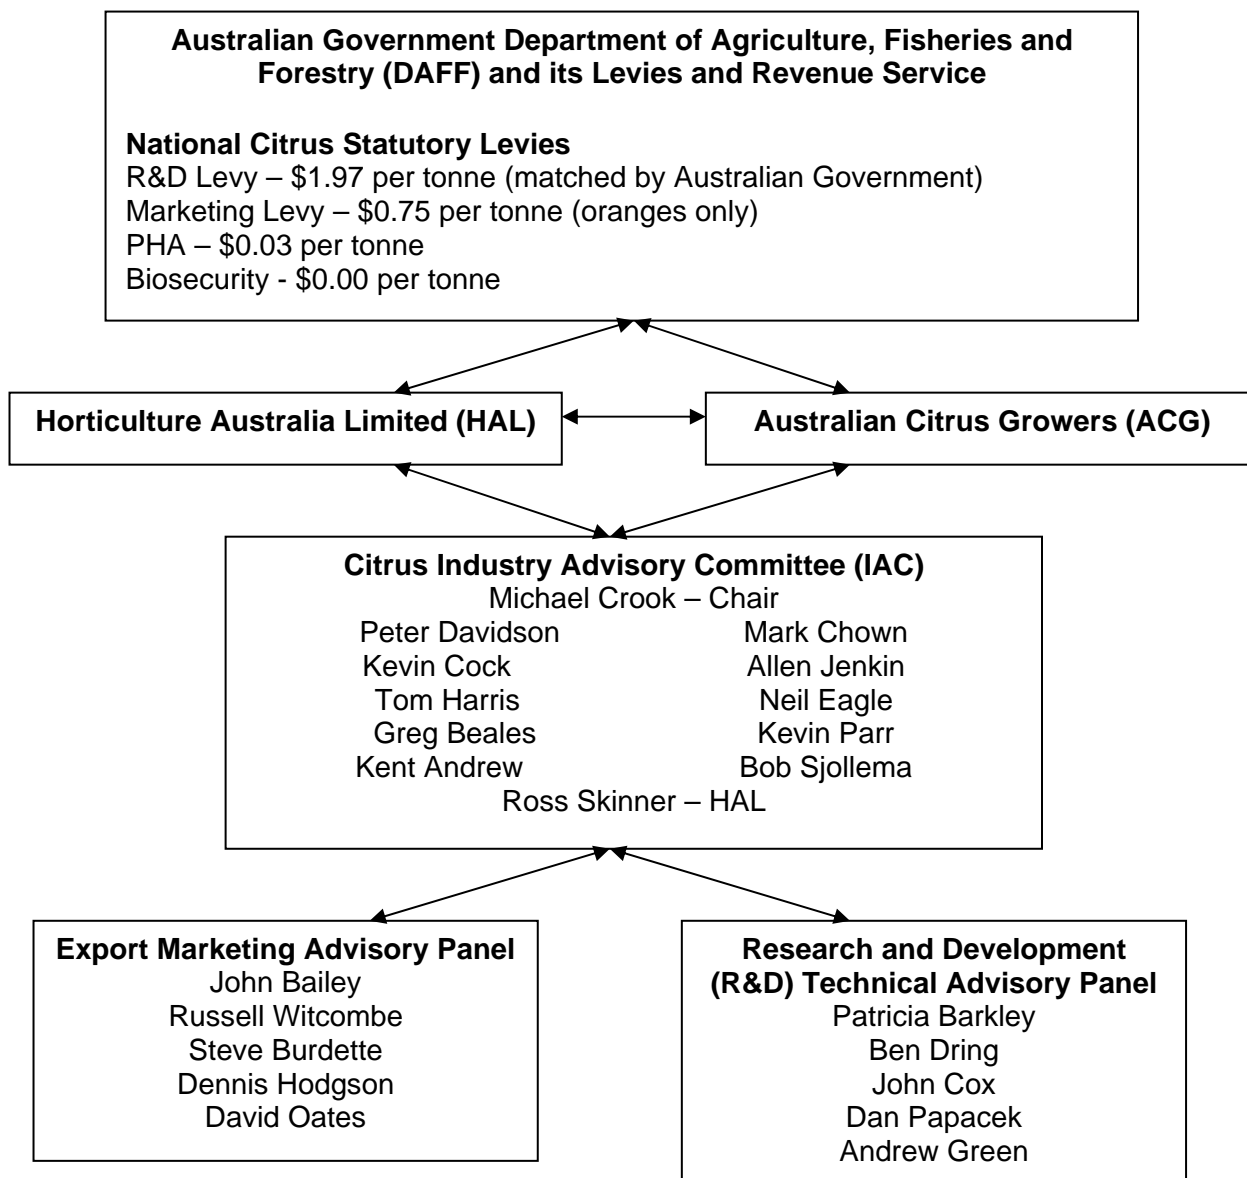 Australian Government Department of Agriculture, Fisheries and
Forestry (DAFF) and its Levies and Revenue Service
National Citrus Statutory Levies
R&D Levy – $1.97 per tonne (matched by Australian Government)
Marketing Levy – $0.75 per tonne (oranges only)
PHA – $0.03 per tonne
Biosecurity - $0.00 per tonne
Horticulture Australia Limited (HAL)
Australian Citrus Growers (ACG)
Citrus Industry Advisory Committee (IAC)
Michael Crook – Chair
Peter Davidson Mark Chown
Kevin Cock Allen Jenkin
Tom Harris Neil Eagle
Greg Beales Kevin Parr
Kent Andrew Bob Sjollema
Ross Skinner – HAL
Export Marketing Advisory Panel
John Bailey
Russell Witcombe
Steve Burdette
Dennis Hodgson
David Oates
Research and Development
(R&D) Technical Advisory Panel
Patricia Barkley
Ben Dring
John Cox
Dan Papacek
Andrew Green